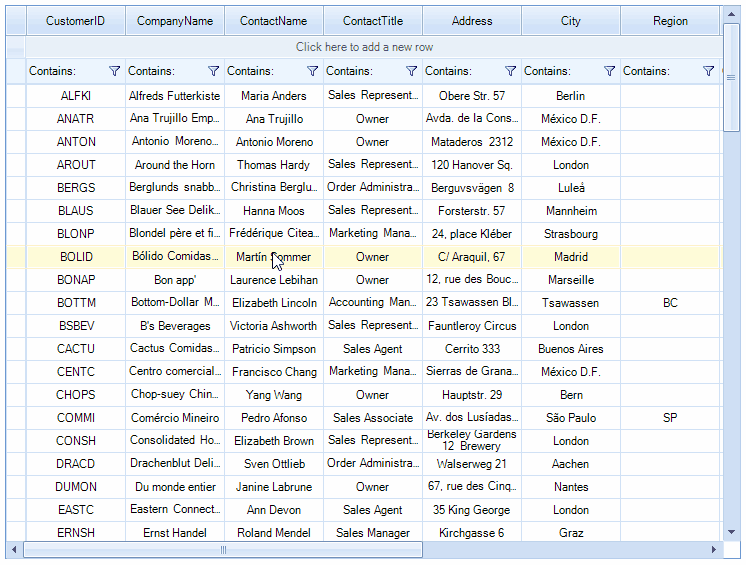 CustomerID CompanyName ContactName ContactTitle Address City Region
Click here to add a new row
Contains: Contains: Contains: Contains: Contains: Contains: Contains:
ALFKI Alfreds Futterkiste Maria Anders Sales Represent... Obere Str. 57 Berlin
ANATR Ana Trujillo Emp... Ana Trujillo Owner Avda. de la Cons... México D.F.
ANTON Antonio Moreno... Antonio Moreno Owner Mataderos 2312 México D.F.
AROUT Around the Horn Thomas Hardy Sales Represent... 120 Hanover Sq. London
BERGS Berglunds snabb... Christina Berglu... Order Administra... Berguvsvägen 8 Luleå
BLAUS Blauer See Delik... Hanna Moos Sales Represent... Forsterstr. 57 Mannheim
BLONP Blondel père et fi... Frédérique Citea... Marketing Mana... 24, place Kléber Strasbourg
BOLID Bólido Comidas... Martín Sommer Owner C/ Araquil, 67 Madrid
BONAP Bon app' Laurence Lebihan Owner 12, rue des Bouc... Marseille
BOTTM Bottom-Dollar M... Elizabeth Lincoln Accounting Man... 23 Tsawassen Bl... Tsawassen BC
BSBEV B's Beverages Victoria Ashworth Sales Represent... Fauntleroy Circus London
CACTU Cactus Comidas... Patricio Simpson Sales Agent Cerrito 333 Buenos Aires
CENTC Centro comercial... Francisco Chang Marketing Mana... Sierras de Grana... México D.F.
CHOPS Chop-suey Chin... Yang Wang Owner Hauptstr. 29 Bern
COMMI Comércio Mineiro Pedro Afonso Sales Associate Av. dos Lusíadas... São Paulo SP
CONSH Consolidated Ho... Elizabeth Brown Sales Represent... Berkeley Gardens London
12 Brewery
DRACD Drachenblut Deli... Sven Ottlieb Order Administra... Walserweg 21 Aachen
DUMON Du monde entier Janine Labrune Owner 67, rue des Cinq... Nantes
EASTC Eastern Connect... Ann Devon Sales Agent 35 King George London
ERNSH Ernst Handel Roland Mendel Sales Manager Kirchgasse 6 Graz